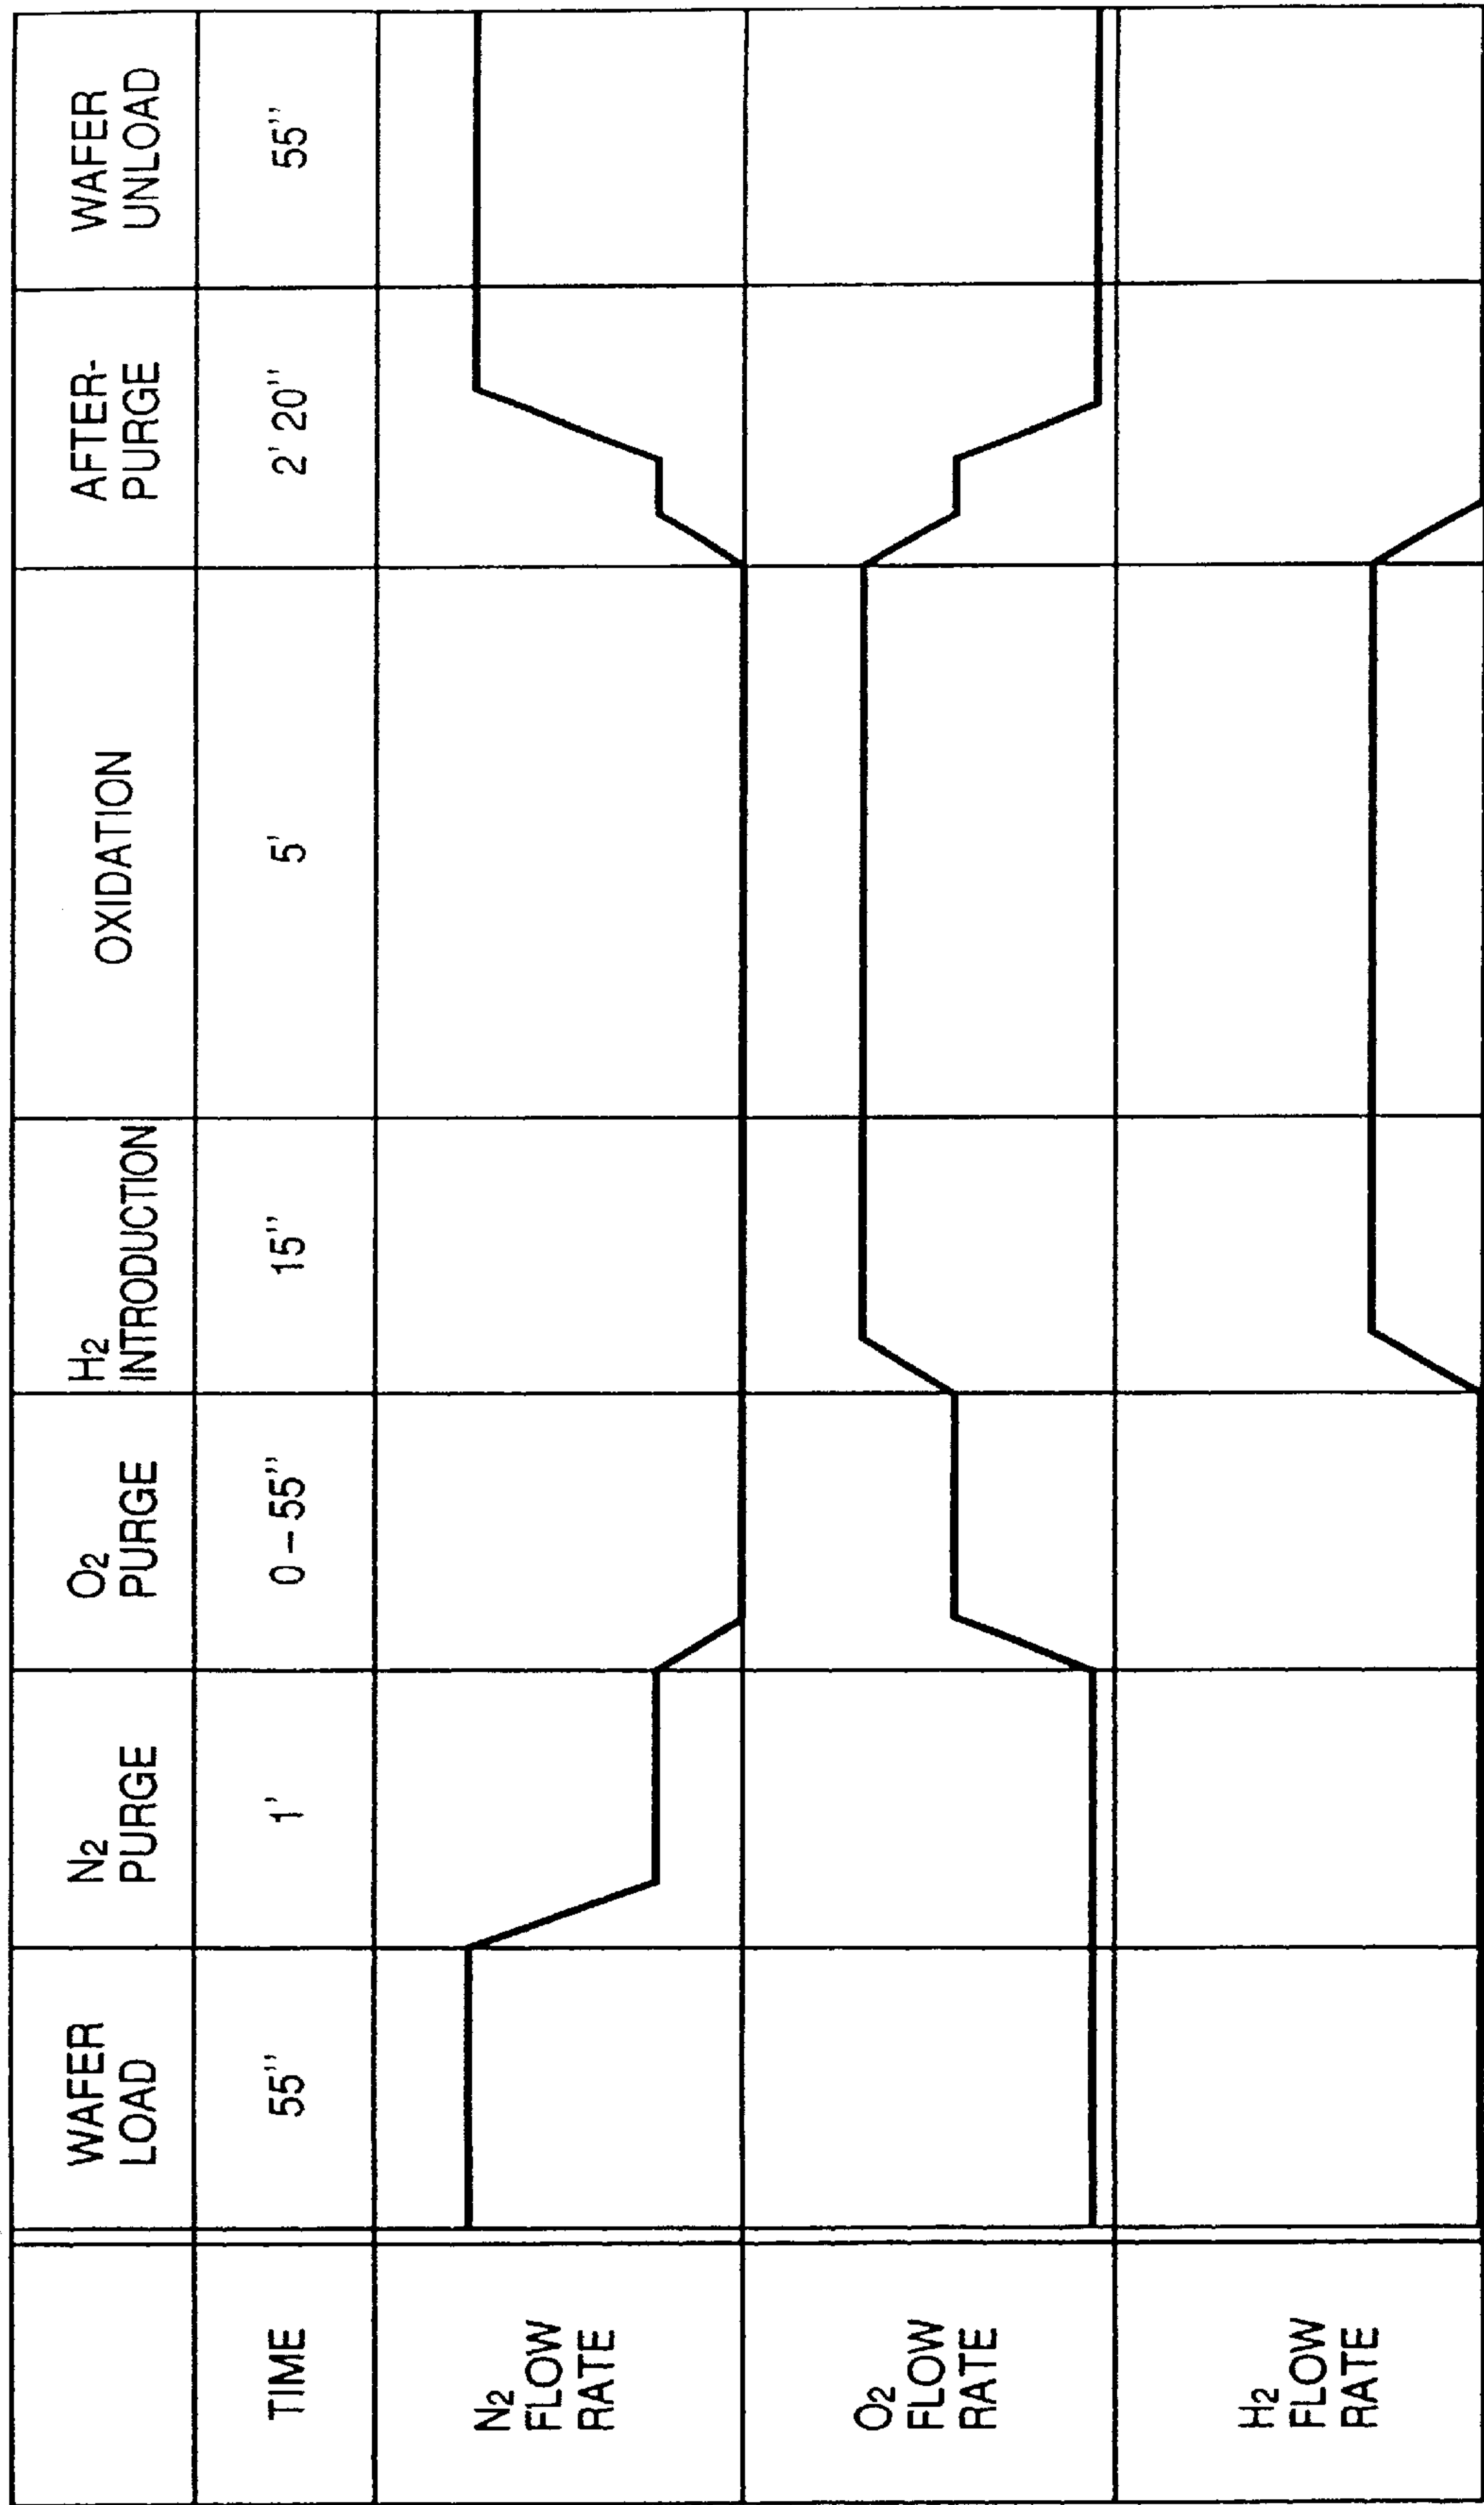 WAFER
LOAD
N₂
PURGE
O₂
PURGE
H₂
INTRODUCTION
OXIDATION
AFTER-
PURGE
WAFER
UNLOAD
TIME
55''
1'
0 – 55''
15''
5'
2' 20''
55''
N₂
FLOW
RATE
O₂
FLOW
RATE
H₂
FLOW
RATE